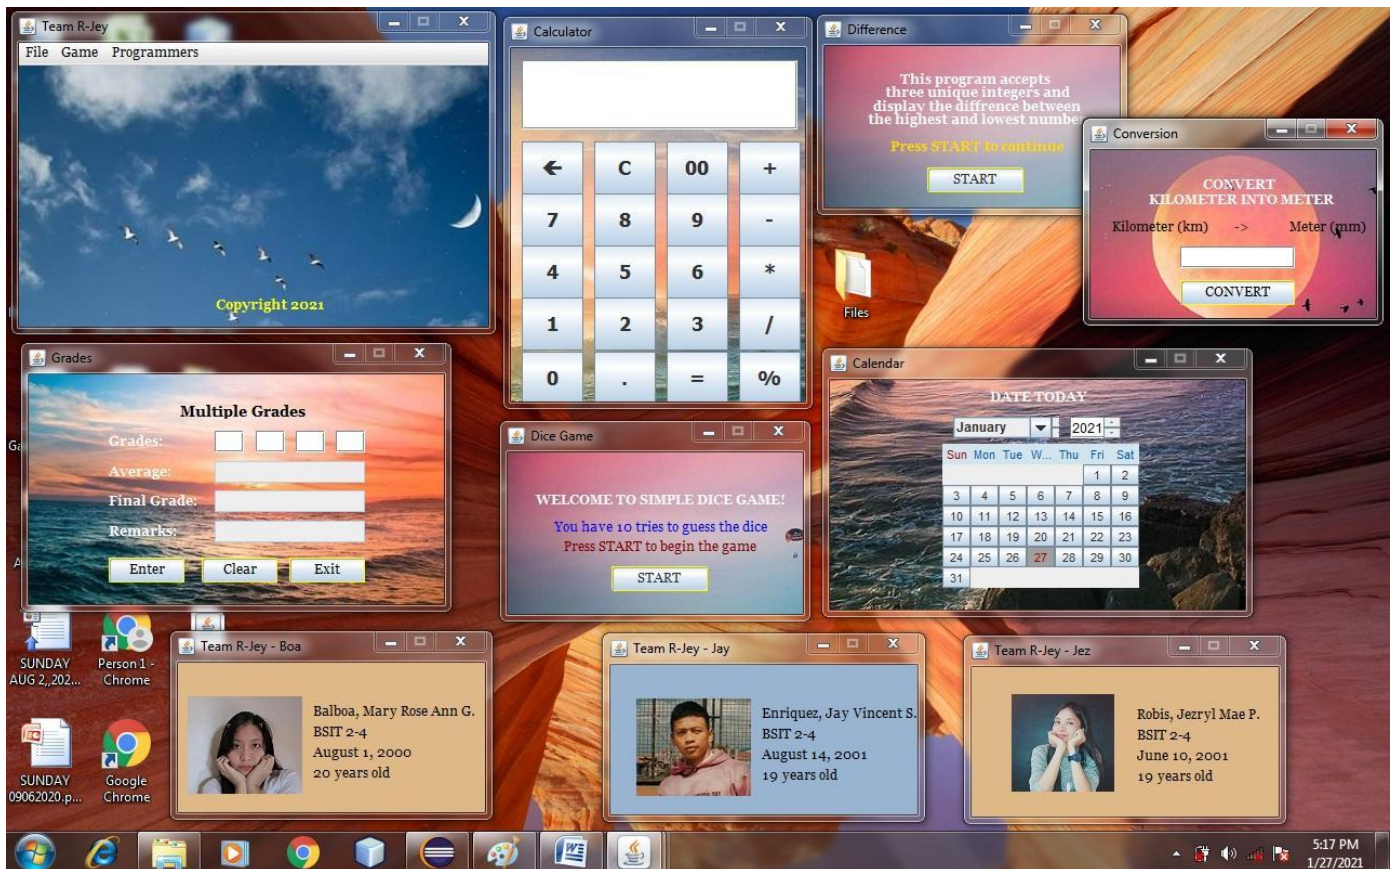 Team R-Jey
File Game Programmers
Copyright 2021
Calculator
C 00 +
7 8 9 -
4 5 6 *
1 2 3 /
0 . = %
Difference
This program accepts
three unique integers and
display the diffrence between
the highest and lowest number
Press START to continue
START
Conversion
CONVERT
KILOMETER INTO METER
Kilometer (km) -> Meter (mm)
CONVERT
Files
Grades
Multiple Grades
Grades:
Average:
Final Grade:
Remarks:
Enter Clear Exit
Dice Game
WELCOME TO SIMPLE DICE GAME!
You have 10 tries to guess the dice
Press START to begin the game
START
Calendar
DATE TODAY
January 2021
Sun Mon Tue W... Thu Fri Sat
1 2
3 4 5 6 7 8 9
10 11 12 13 14 15 16
17 18 19 20 21 22 23
24 25 26 27 28 29 30
31
SUNDAY
AUG 2,,202...
Person 1 -
Chrome
SUNDAY
09062020.p...
Google
Chrome
Team R-Jey - Boa
Balboa, Mary Rose Ann G.
BSIT 2-4
August 1, 2000
20 years old
Team R-Jey - Jay
Enriquez, Jay Vincent S.
BSIT 2-4
August 14, 2001
19 years old
Team R-Jey - Jez
Robis, Jezryl Mae P.
BSIT 2-4
June 10, 2001
19 years old
5:17 PM
1/27/2021